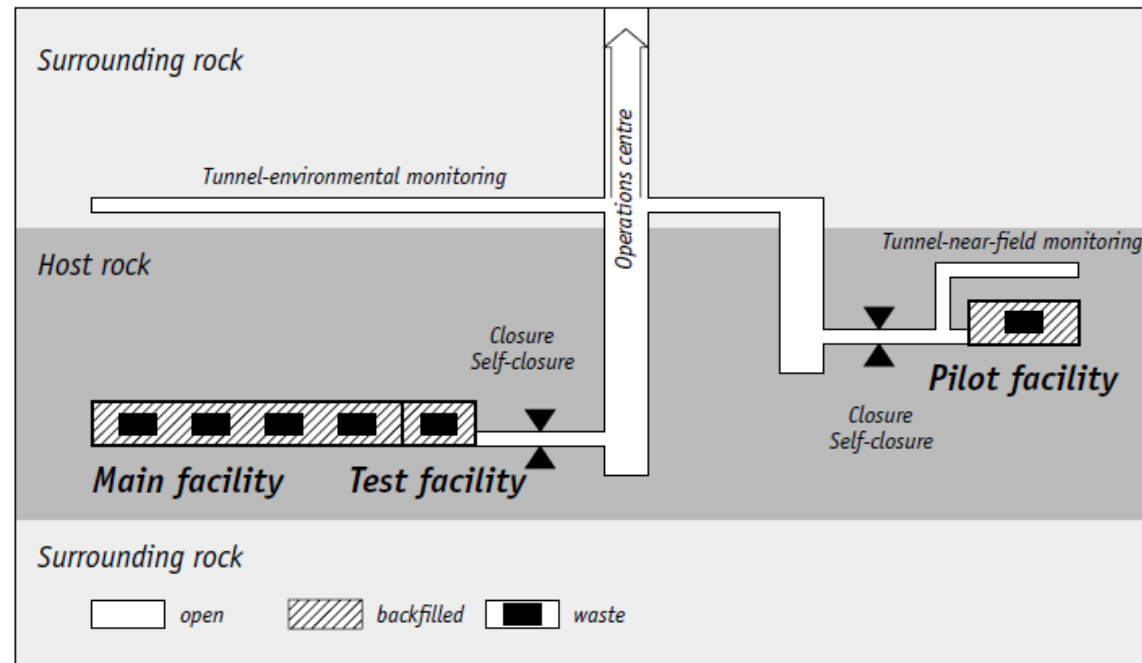 Surrounding rock
Operations centre
Tunnel-environmental monitoring
Host rock
Tunnel-near-field monitoring
Closure
Self-closure
Pilot facility
Closure
Self-closure
Main facility
Test facility
Surrounding rock
open
backfilled
waste